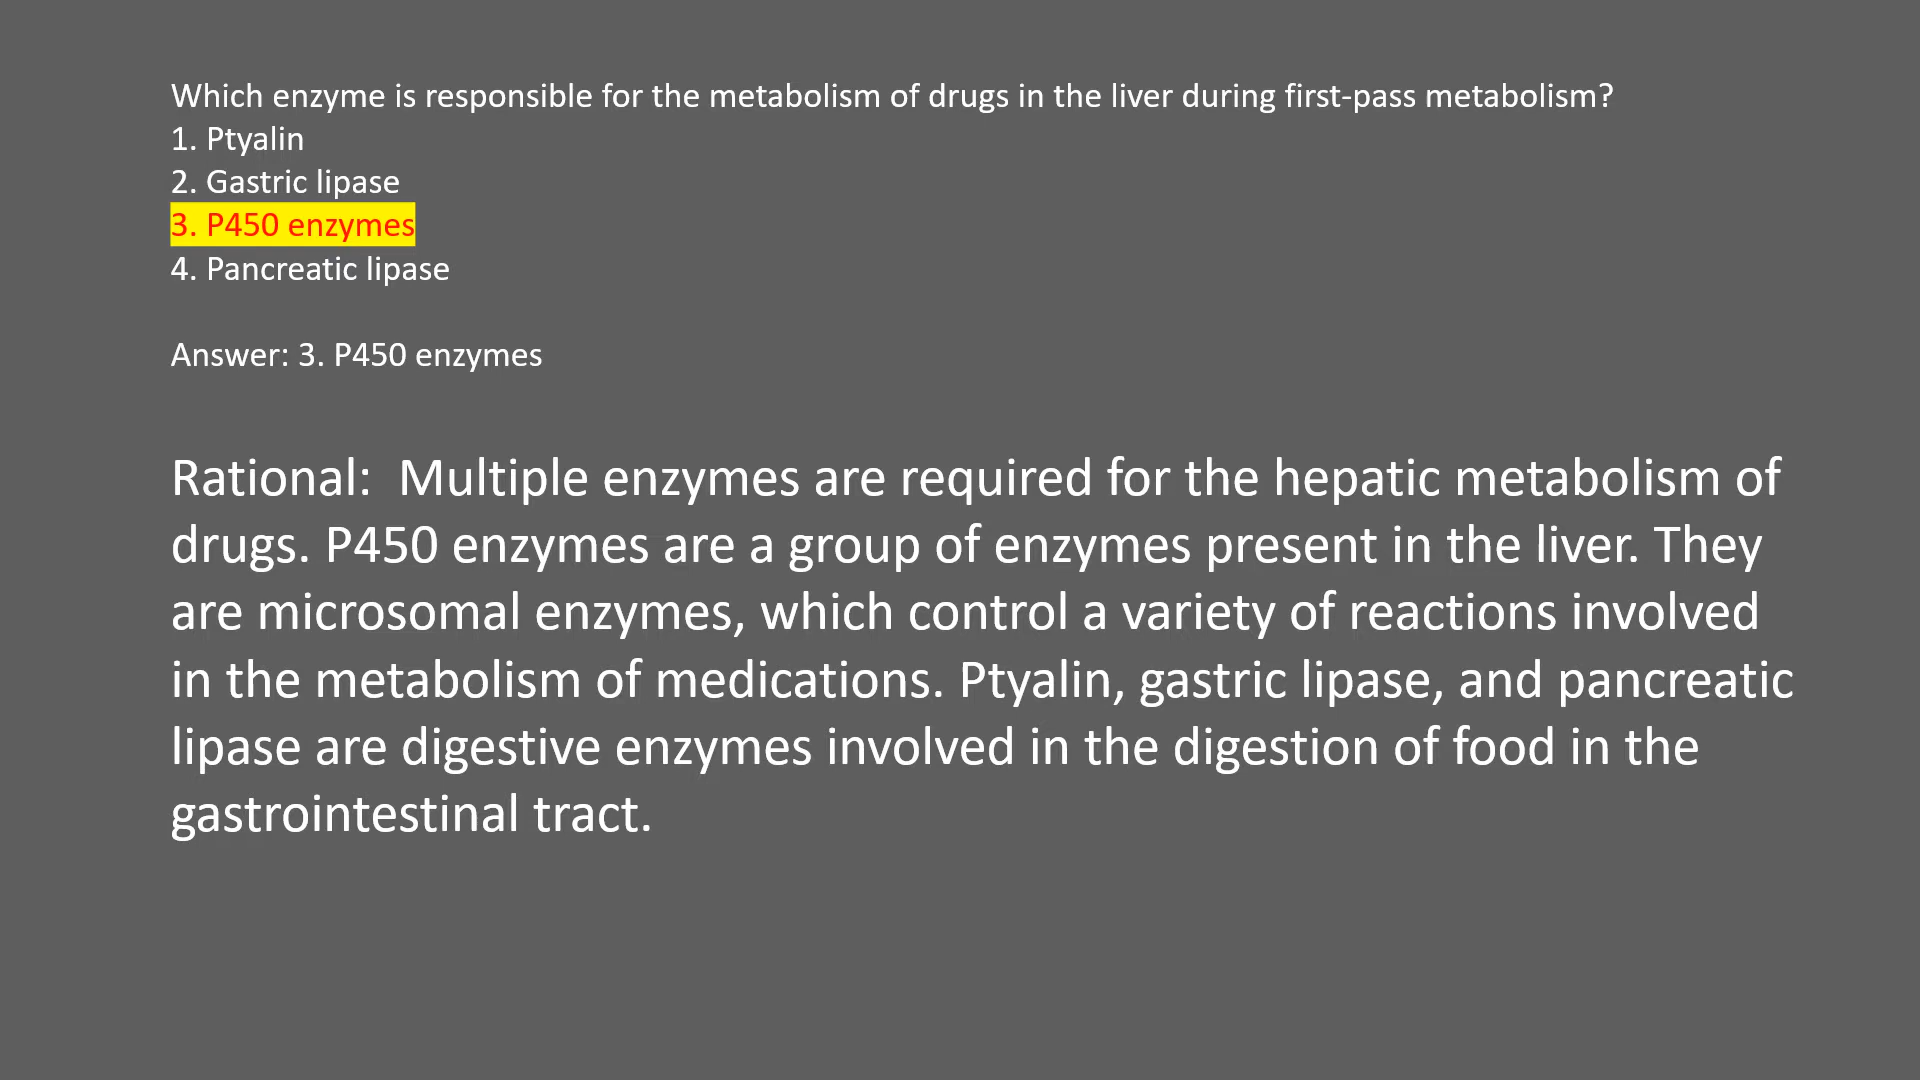 Which enzyme is responsible for the metabolism of drugs in the liver during first-pass metabolism?
1. Ptyalin
2. Gastric lipase
3. P450 enzymes
4. Pancreatic lipase
Answer: 3. P450 enzymes
Rational:  Multiple enzymes are required for the hepatic metabolism of
drugs. P450 enzymes are a group of enzymes present in the liver. They
are microsomal enzymes, which control a variety of reactions involved
in the metabolism of medications. Ptyalin, gastric lipase, and pancreatic
lipase are digestive enzymes involved in the digestion of food in the
gastrointestinal tract.